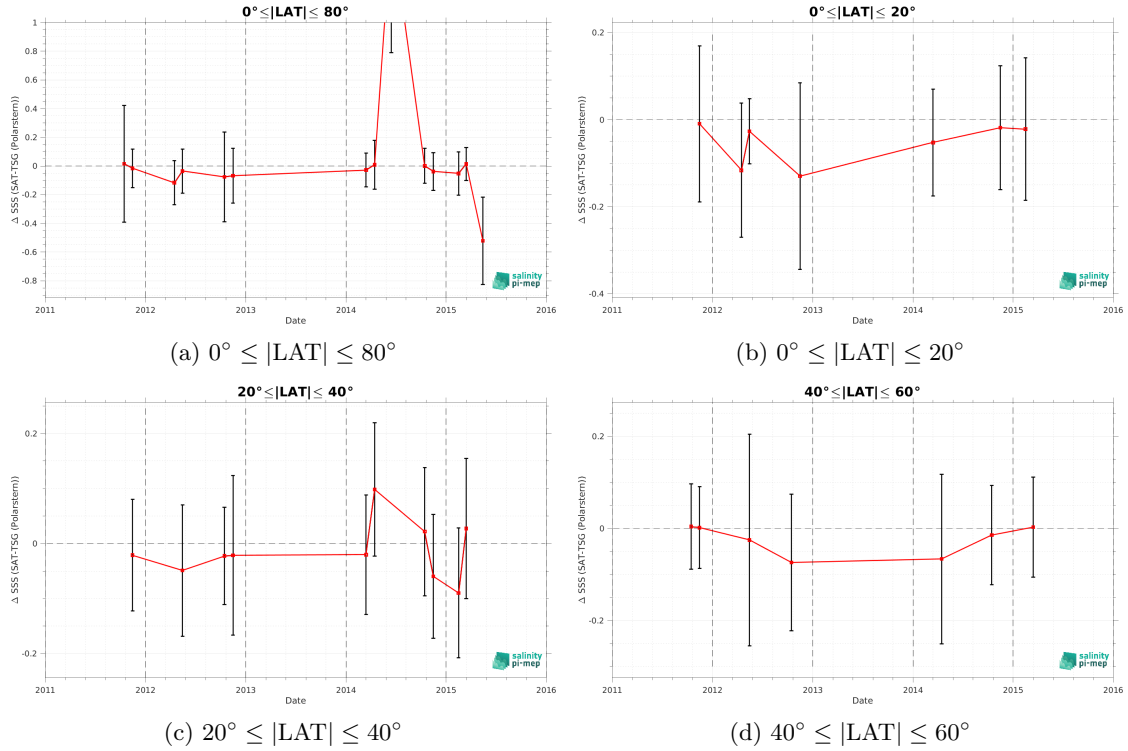 0°≤|LAT|≤ 80°
Δ SSS (SAT-TSG (Polarstern))
1
0.8
0.6
0.4
0.2
0
-0.2
-0.4
-0.6
-0.8
2011 2012 2013 2014 2015 2016
Date
salinity
pi-mep
(a) 0° ≤ |LAT| ≤ 80°
0°≤|LAT|≤ 20°
Δ SSS (SAT-TSG (Polarstern))
0.2
0
-0.2
-0.4
2011 2012 2013 2014 2015 2016
Date
salinity
pi-mep
(b) 0° ≤ |LAT| ≤ 20°
20°≤|LAT|≤ 40°
Δ SSS (SAT-TSG (Polarstern))
0.2
0
-0.2
2011 2012 2013 2014 2015 2016
Date
salinity
pi-mep
(c) 20° ≤ |LAT| ≤ 40°
40°≤|LAT|≤ 60°
Δ SSS (SAT-TSG (Polarstern))
0.2
0
-0.2
2011 2012 2013 2014 2015 2016
Date
salinity
pi-mep
(d) 40° ≤ |LAT| ≤ 60°